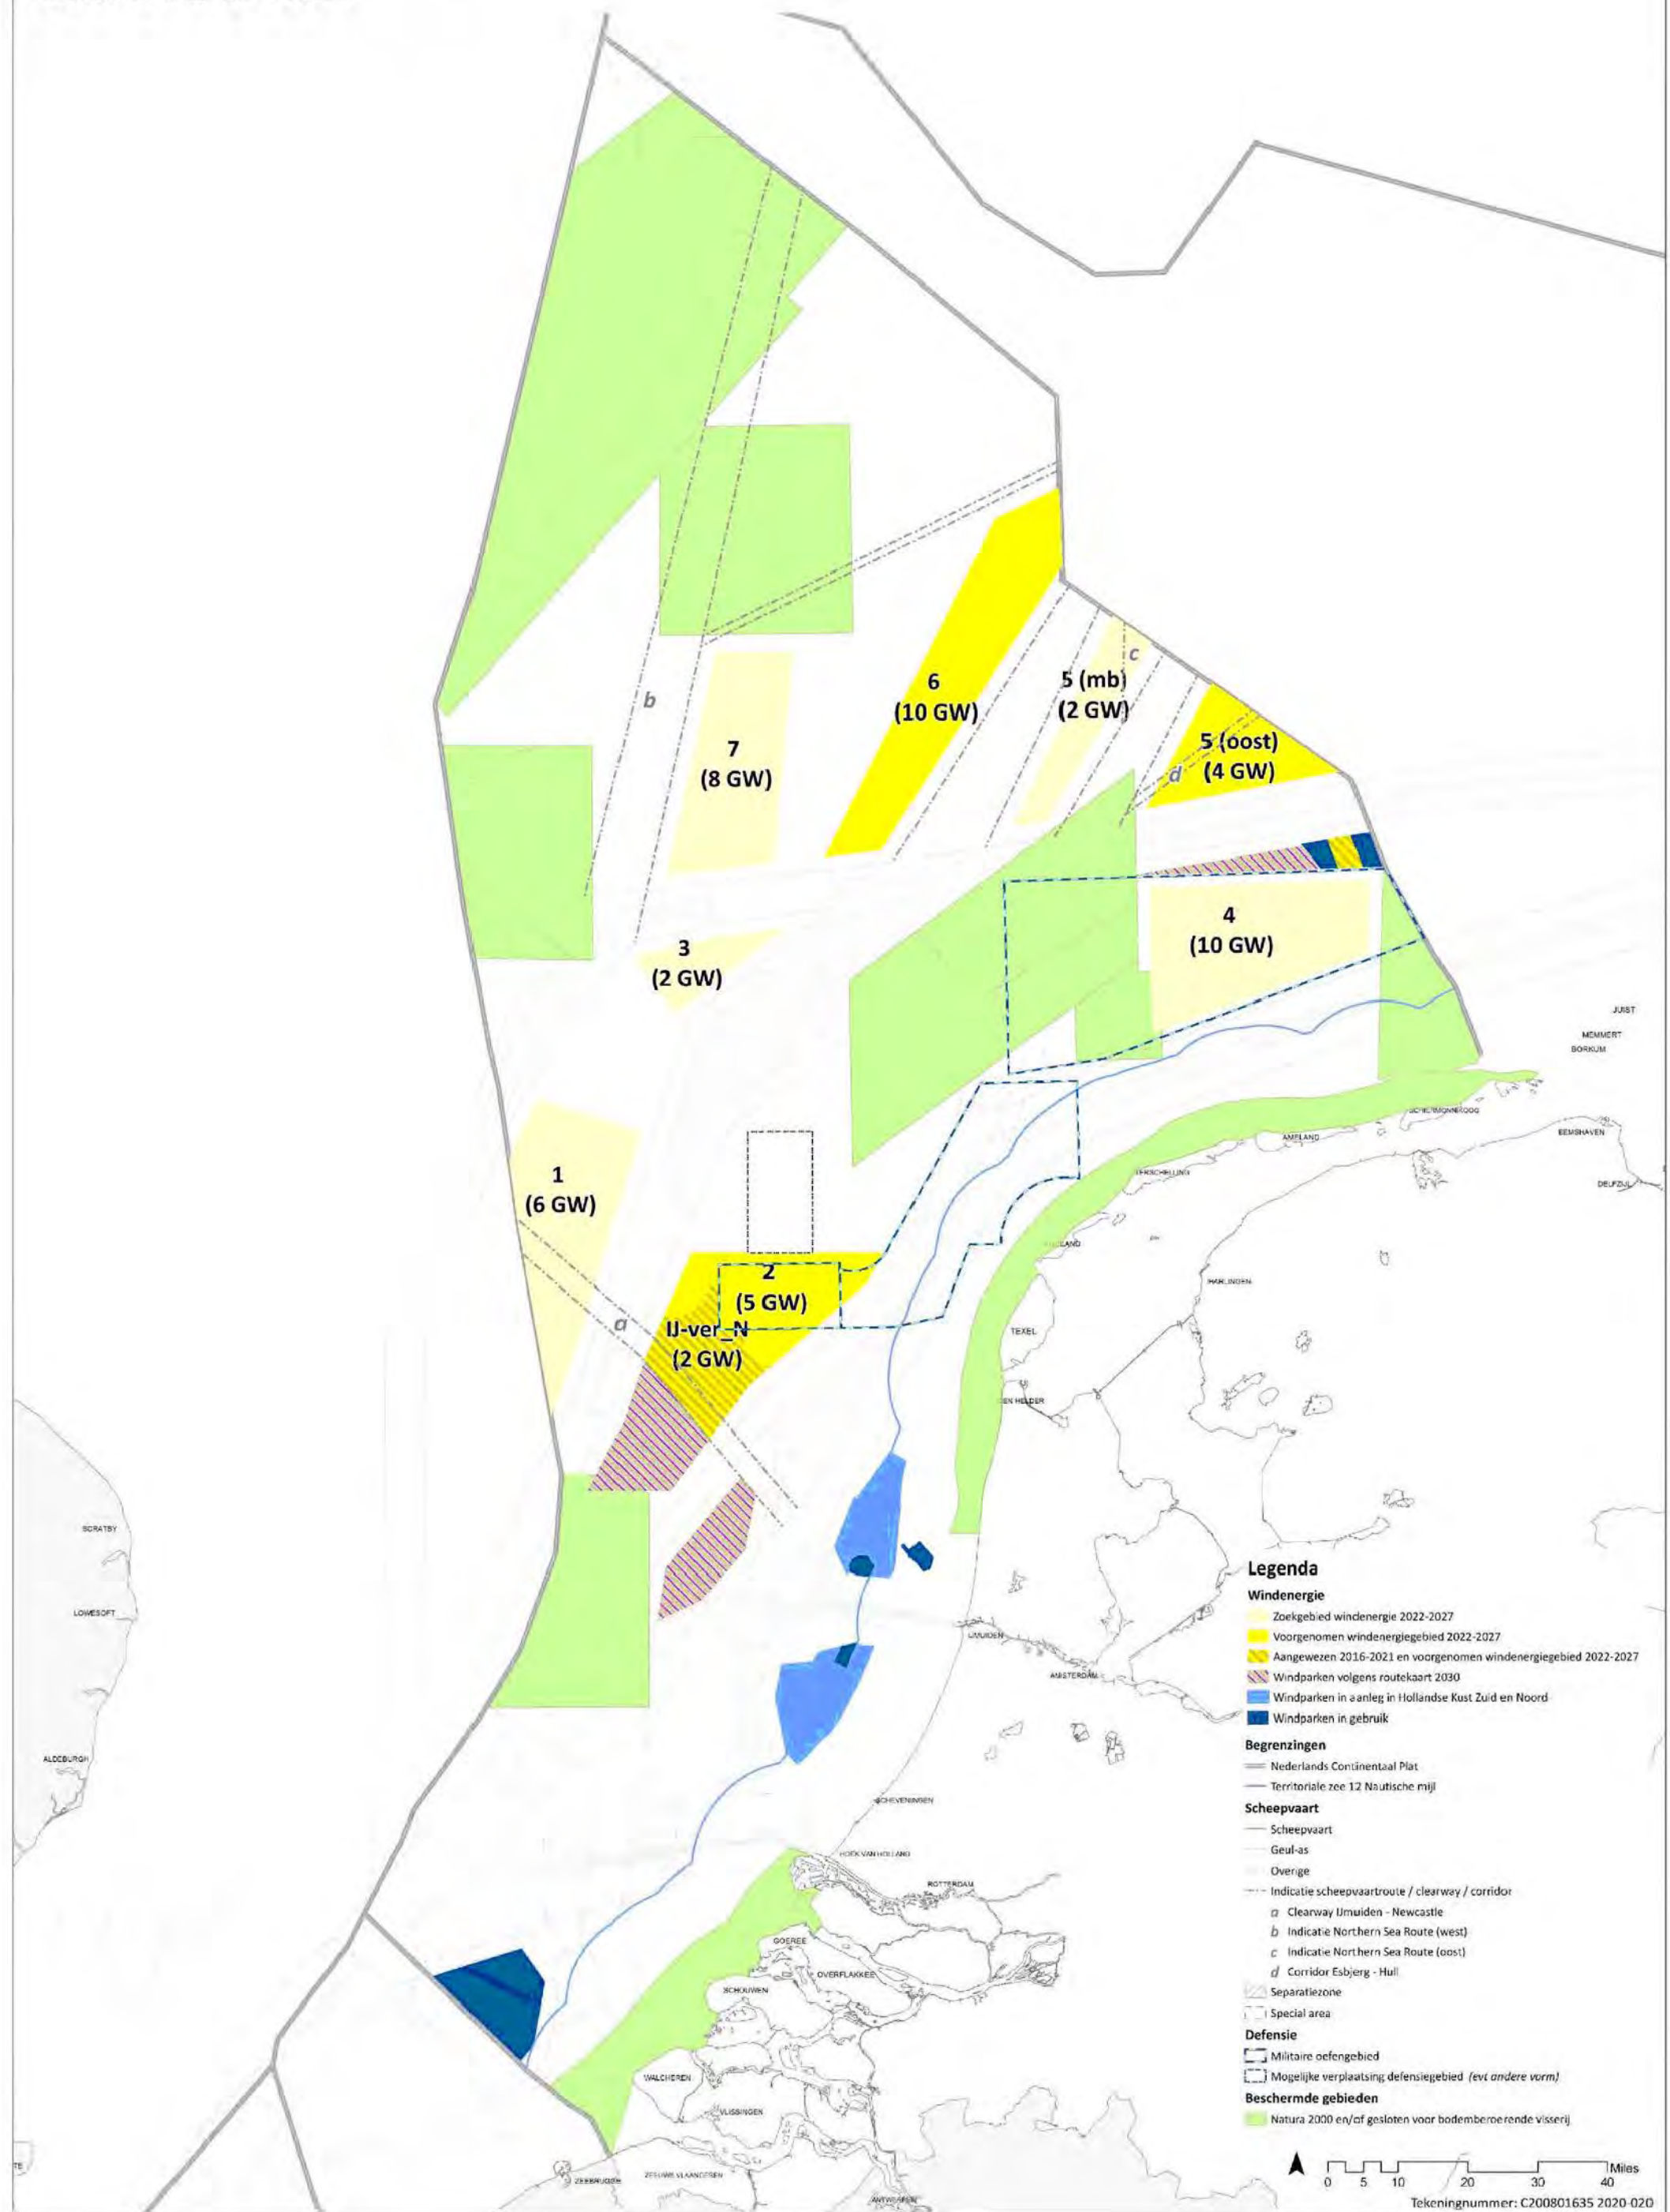 b
6
(10 GW)
5 (mb)
(2 GW)
c
7
(8 GW)
5 (oost)
(4 GW)
d
4
(10 GW)
3
(2 GW)
JUIST
MEMMERT
BORKUM
SCHIERMONNIKOOG
AMELAND
EEMSHAVEN
TERSCHELLING
DELFZIJL
1
(6 GW)
2
(5 GW)
HARLINGEN
a
IJ-ver_N
(2 GW)
TEXEL
DEN HELDER
SCRATBY
LOWESOFT
IJMUIDEN
AMSTERDAM
ALDEBURGH
SCHEVENINGEN
HOEK VAN HOLLAND
ROTTERDAM
GOEREE
OVERFLAKKEE
SCHOUWEN
WALCHEREN
VLISSINGEN
ZEEBRUGGE
ZEEUWS VLAANDEREN
ANTWERPEN
Legenda
Windenergie
Zoekgebied windenergie 2022-2027
Voorgenomen windenergiegebied 2022-2027
Aangewezen 2016-2021 en voorgenomen windenergiegebied 2022-2027
Windparken volgens routekaart 2030
Windparken in aanleg in Hollandse Kust Zuid en Noord
Windparken in gebruik
Begrenzingen
Nederlands Continentaal Plat
Territoriale zee 12 Nautische mijl
Scheepvaart
Scheepvaart
Geul-as
Overige
Indicatie scheepvaartroute / clearway / corridor
a Clearway IJmuiden - Newcastle
b Indicatie Northern Sea Route (west)
c Indicatie Northern Sea Route (oost)
d Corridor Esbjerg - Hull
Separatiezone
Special area
Defensie
Militaire oefengebied
Mogelijke verplaatsing defensiegebied (evt andere vorm)
Beschermde gebieden
Natura 2000 en/of gesloten voor bodemberoerende visserij
Miles
0 5 10 20 30 40
Tekeningnummer: C200801635 2020-020